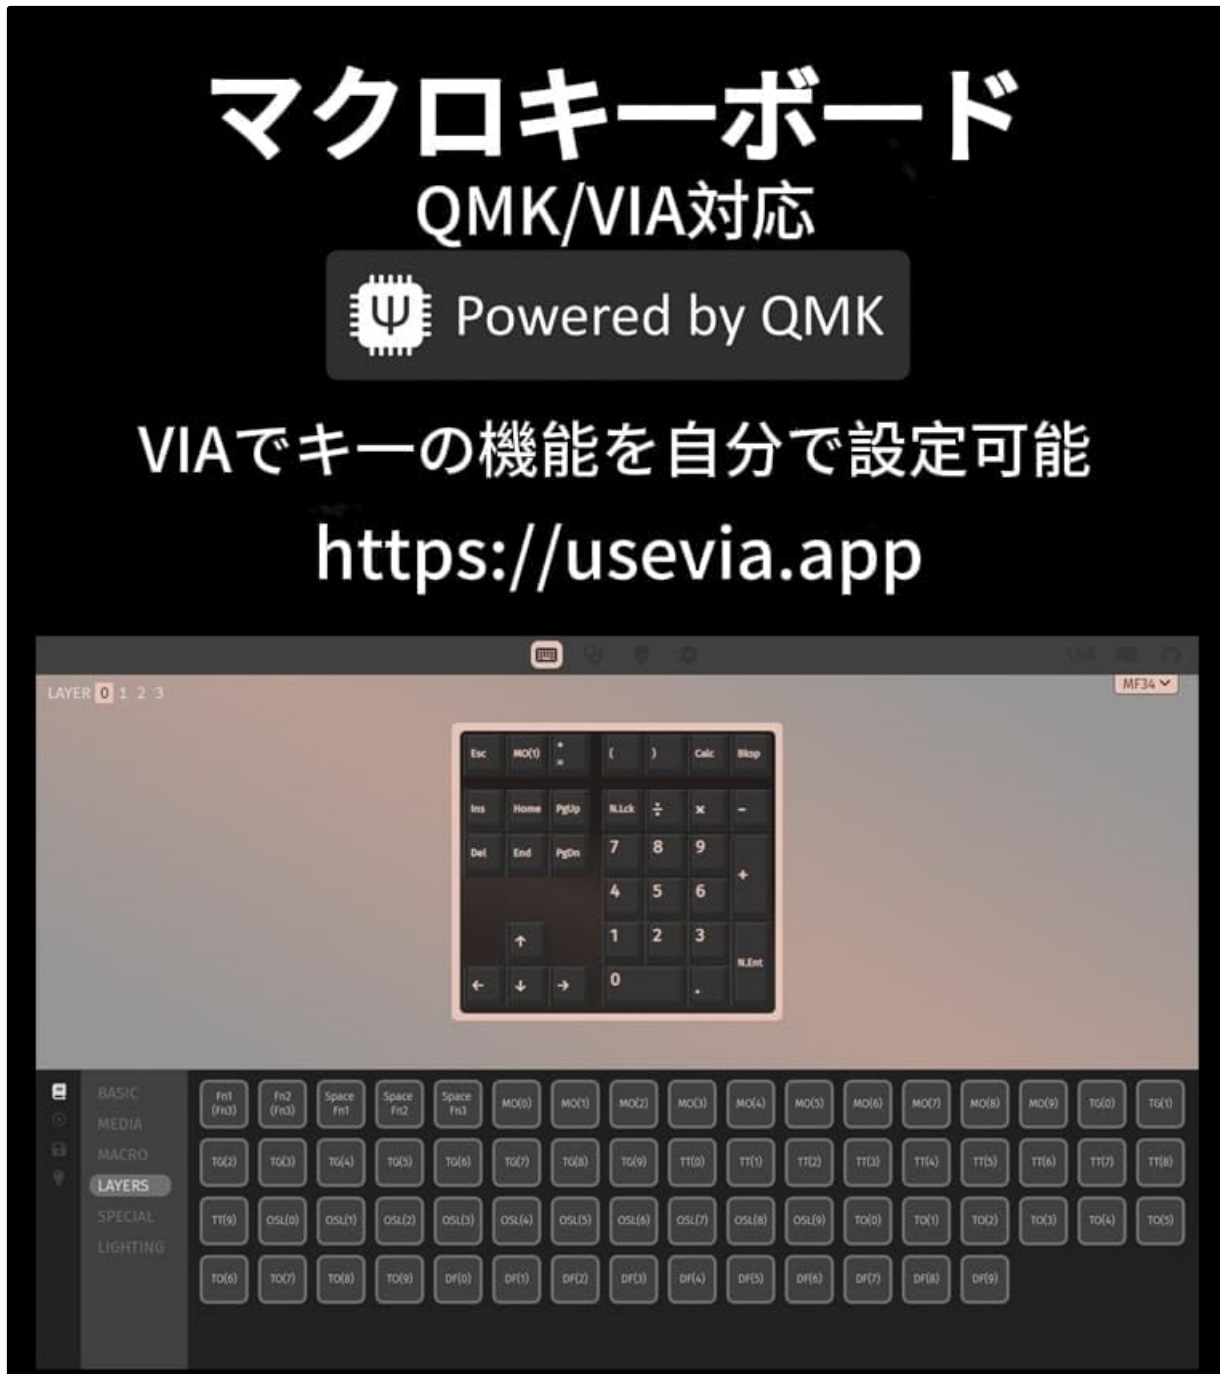 マクロキーボード
QMK/VIA対応
Powered by QMK
VIAでキーの機能を自分で設定可能
https://usevia.app
VIA
LAYER 0 1 2 3
MF34
Esc MO(1) + = ( ) Calc Bksp
Ins Home PgUp N.Lck ÷ × -
Del End PgDn 7 8 9 +
4 5 6
↑ 1 2 3 N.Ent
← ↓ → 0 .
BASIC
MEDIA
MACRO
LAYERS
SPECIAL
LIGHTING
Fn1 (Fn3) Fn2 (Fn3) Space Fn1 Space Fn2 Space Fn3 MO(0) MO(1) MO(2) MO(3) MO(4) MO(5) MO(6) MO(7) MO(8) MO(9) TG(0) TG(1)
TG(2) TG(3) TG(4) TG(5) TG(6) TG(7) TG(8) TG(9) TT(0) TT(1) TT(2) TT(3) TT(4) TT(5) TT(6) TT(7) TT(8)
TT(9) OSL(0) OSL(1) OSL(2) OSL(3) OSL(4) OSL(5) OSL(6) OSL(7) OSL(8) OSL(9) TO(0) TO(1) TO(2) TO(3) TO(4) TO(5)
TO(6) TO(7) TO(8) TO(9) DF(0) DF(1) DF(2) DF(3) DF(4) DF(5) DF(6) DF(7) DF(8) DF(9)